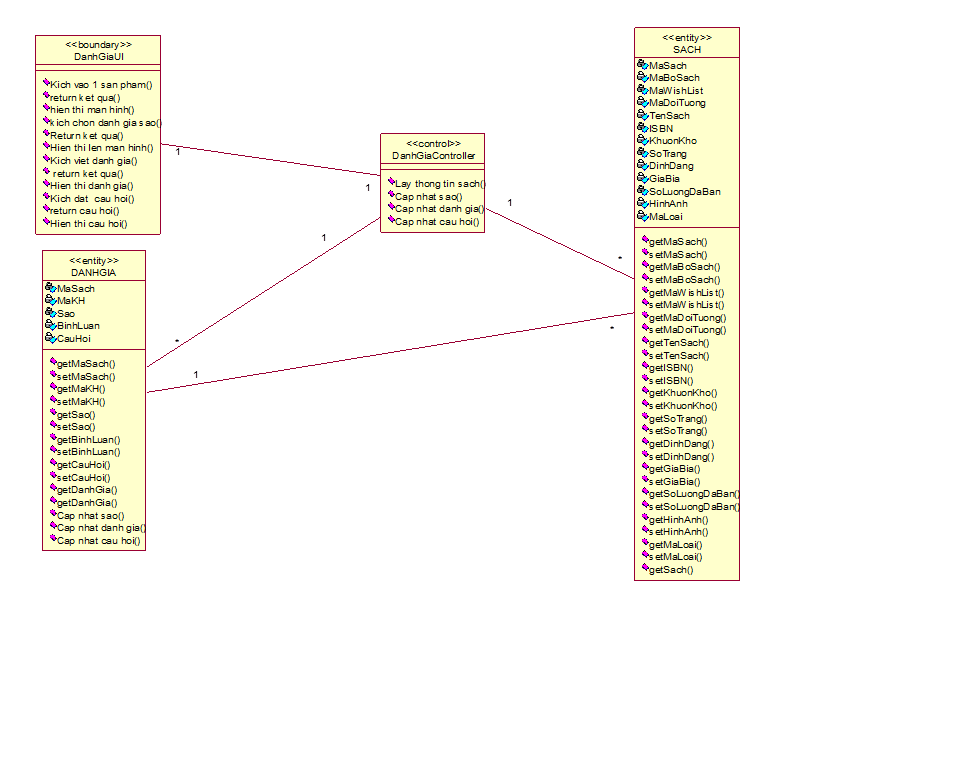 <<boundary>>
DanhGiaUI
Kich vao 1 san pham()
return ket qua()
hien thi man hinh()
kich chon danh gia sao()
Return ket qua()
Hien thi len man hinh()
Kich viet danh gia()
return ket qua()
Hien thi danh gia()
Kich dat cau hoi()
return cau hoi()
Hien thi cau hoi()
1
1
<<control>>
DanhGiaController
Lay thong tin sach()
Cap nhat sao()
Cap nhat danh gia()
Cap nhat cau hoi()
1
*
1
*
<<entity>>
DANHGIA
MaSach
MaKH
Sao
BinhLuan
CauHoi
getMaSach()
setMaSach()
getMaKH()
setMaKH()
getSao()
setSao()
getBinhLuan()
setBinhLuan()
getCauHoi()
setCauHoi()
getDanhGia()
getDanhGia()
Cap nhat sao()
Cap nhat danh gia()
Cap nhat cau hoi()
1
*
<<entity>>
SACH
MaSach
MaBoSach
MaWishList
MaDoiTuong
TenSach
ISBN
KhuonKho
SoTrang
DinhDang
GiaBia
SoLuongDaBan
HinhAnh
MaLoai
getMaSach()
setMaSach()
getMaBoSach()
setMaBoSach()
getMaWishList()
setMaWishList()
getMaDoiTuong()
setMaDoiTuong()
getTenSach()
setTenSach()
getISBN()
setISBN()
getKhuonKho()
setKhuonKho()
getSoTrang()
setSoTrang()
getDinhDang()
setDinhDang()
getGiaBia()
setGiaBia()
getSoLuongDaBan()
setSoLuongDaBan()
getHinhAnh()
setHinhAnh()
getMaLoai()
setMaLoai()
getSach()